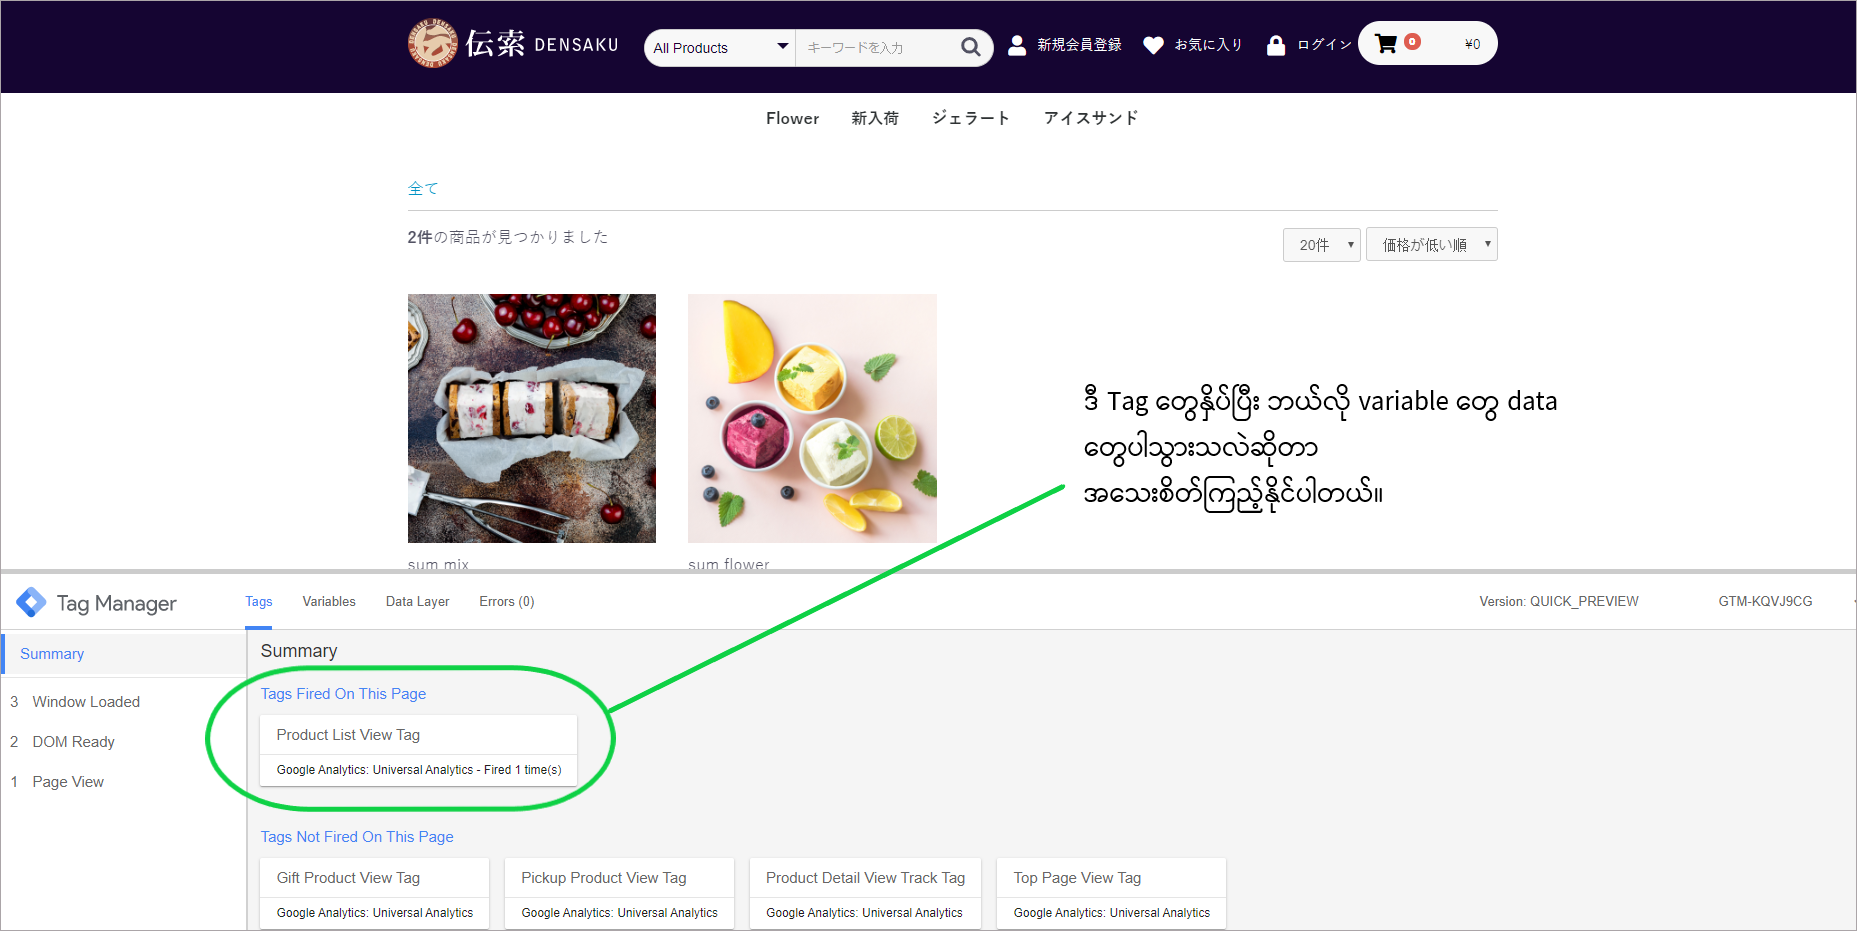 伝索 DENSAKU
All Products
キーワードを入力
新規会員登録
お気に入り
ログイン
0
¥0
Flower
新入荷
ジェラート
アイスサンド
全て
2件の商品が見つかりました
20件
価格が低い順
ဒီ Tag တွေနှိပ်ပြီး ဘယ်လို variable တွေ data
တွေပါသွားသလဲဆိုတာ
အသေးစိတ်ကြည့်နိုင်ပါတယ်။
sum mix
sum flower
Tag Manager
Tags
Variables
Data Layer
Errors (0)
Version: QUICK_PREVIEW
GTM-KQVJ9CG
Summary
3 Window Loaded
2 DOM Ready
1 Page View
Summary
Tags Fired On This Page
Product List View Tag
Google Analytics: Universal Analytics - Fired 1 time(s)
Tags Not Fired On This Page
Gift Product View Tag
Google Analytics: Universal Analytics
Pickup Product View Tag
Google Analytics: Universal Analytics
Product Detail View Track Tag
Google Analytics: Universal Analytics
Top Page View Tag
Google Analytics: Universal Analytics